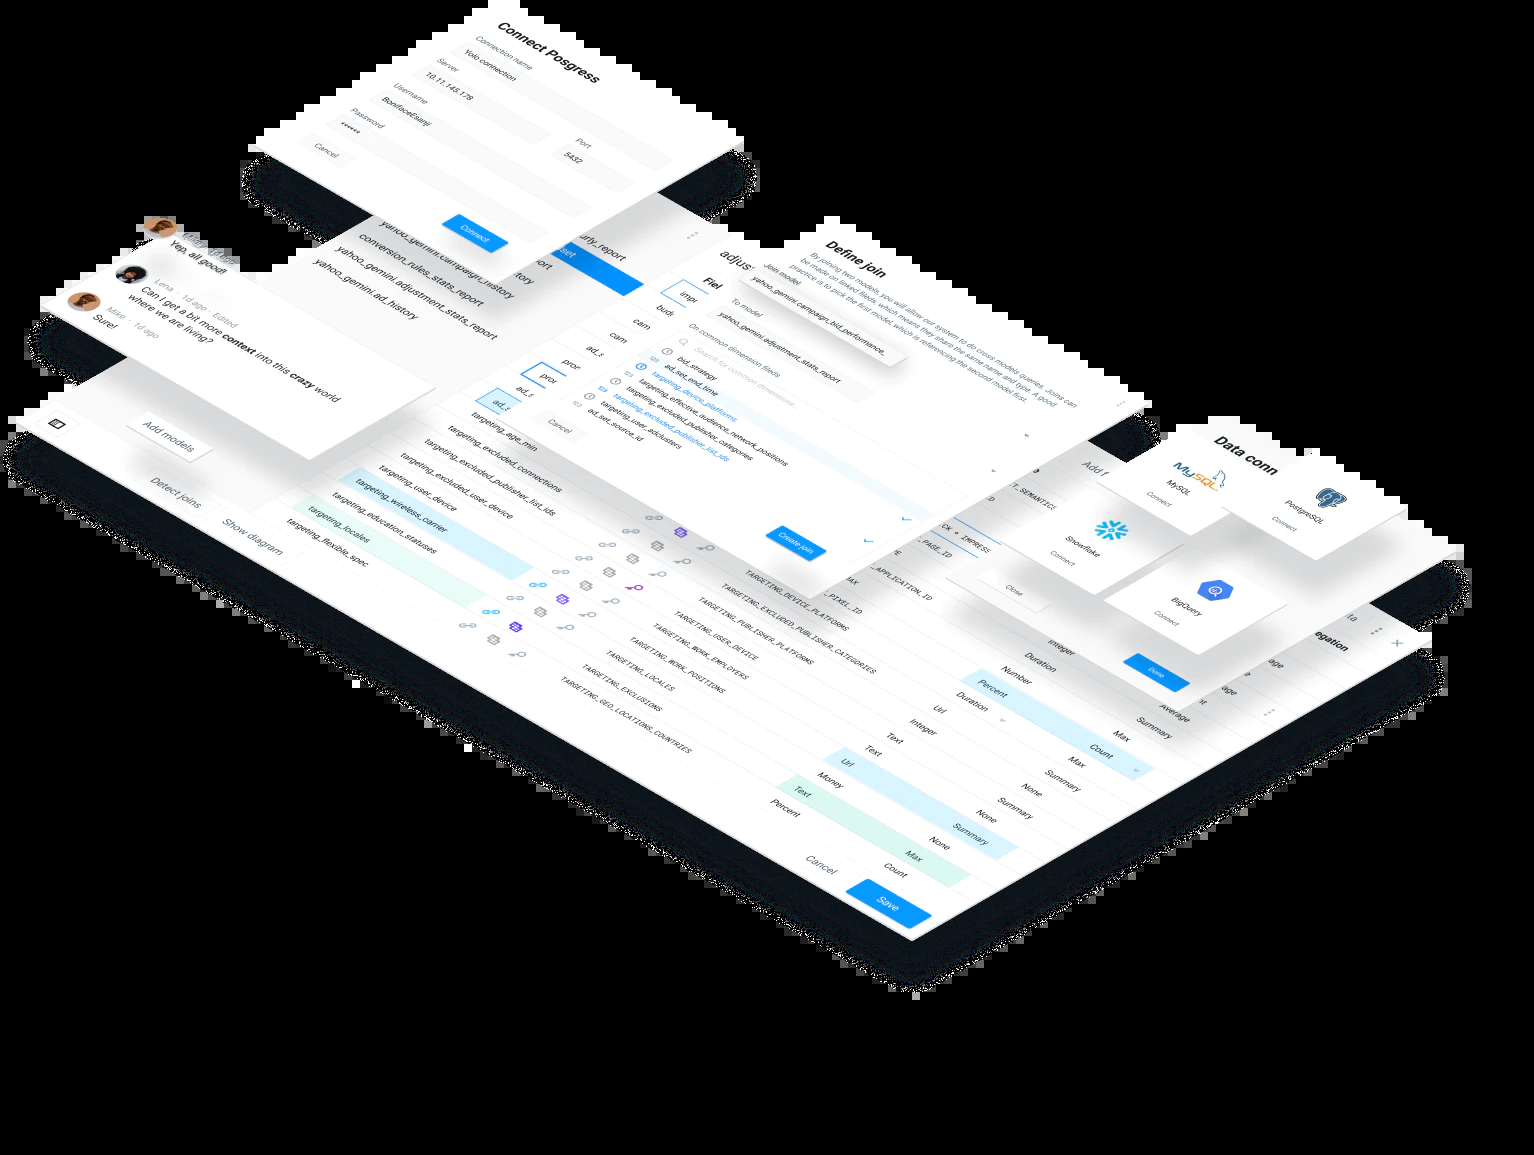 Connect Posgress
Connection name
Yolo connection
Server
10.11.145.178
Port
5432
Username
BonifaceEsanji
Password
••••••
Cancel
Connect
yahoo_gemini.campaign_history
conversion_rules_stats_report
yahoo_gemini.adjustment_stats_report
yahoo_gemini.ad_history
Yep, all good!
Lena · 1d ago · Edited
Can I get a bit more context into this crazy world
where we are living?
Mike · 1d ago
Sure!
Add models
Detect joins
Show diagram
Define join
By joining two models, you will allow our system to do cross models queries. Joins can
be made on linked fields which means they share the same name and type. A good
practice is to pick the first model, which is referencing the second model first.
Join model
yahoo_gemini.campaign_bid_performance.
To model
yahoo_gemini.adjustment_stats_report
On common dimension fieds
Search for common dimensions
bid_strategy
ad_set_end_time
targeting_device_platforms
targeting_effective_audience_network_positions
targeting_excluded_publisher_categories
targeting_excluded_publisher_list_ids
targeting_user_adclusters
ad_set_source_id
Cancel
Create join
targeting_age_min
targeting_excluded_connections
targeting_excluded_publisher_list_ids
targeting_excluded_user_device
targeting_user_device
targeting_wireless_carrier
targeting_education_statuses
targeting_locales
targeting_flexible_spec
TARGETING_DEVICE_PLATFORMS
TARGETING_EXCLUDED_PUBLISHER_CATEGORIES
TARGETING_PUBLISHER_PLATFORMS
TARGETING_USER_DEVICE
TARGETING_WORK_EMPLOYERS
TARGETING_WORK_POSITIONS
TARGETING_LOCALES
TARGETING_EXCLUSIONS
TARGETING_GEO_LOCATIONS_COUNTRIES
Data conn
MySQL
MySQL
Connect
PostgreSQL
Connect
Snowflake
Connect
BigQuery
Connect
Close
Done
Integer
Duration
Number
Percent
Duration
Url
Integer
Text
Text
Url
Money
Text
Percent
Average
Summary
Max
Count
Max
Summary
None
Summary
None
Summary
None
Max
Count
Cancel
Save